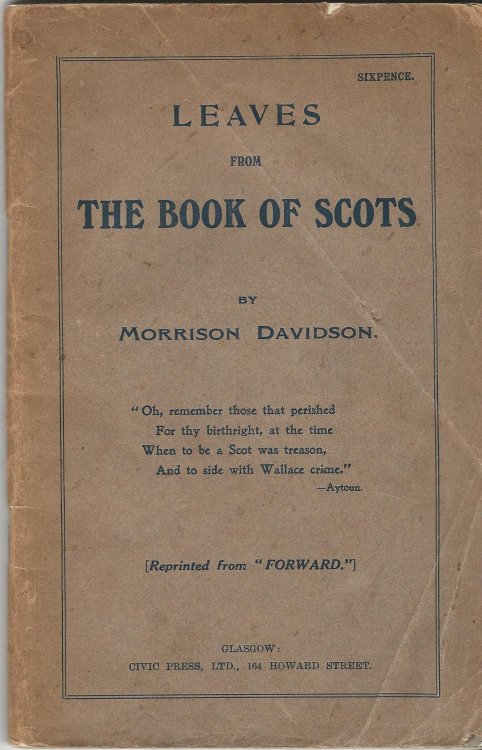 SIXPENCE.
LEAVES
FROM
THE BOOK OF SCOTS
BY
MORRISON DAVIDSON.
"Oh, remember those that perished
For thy birthright, at the time
When to be a Scot was treason,
And to side with Wallace crime."
—Aytoun.
[Reprinted from "FORWARD."]
GLASGOW:
CIVIC PRESS, LTD., 164 HOWARD STREET.